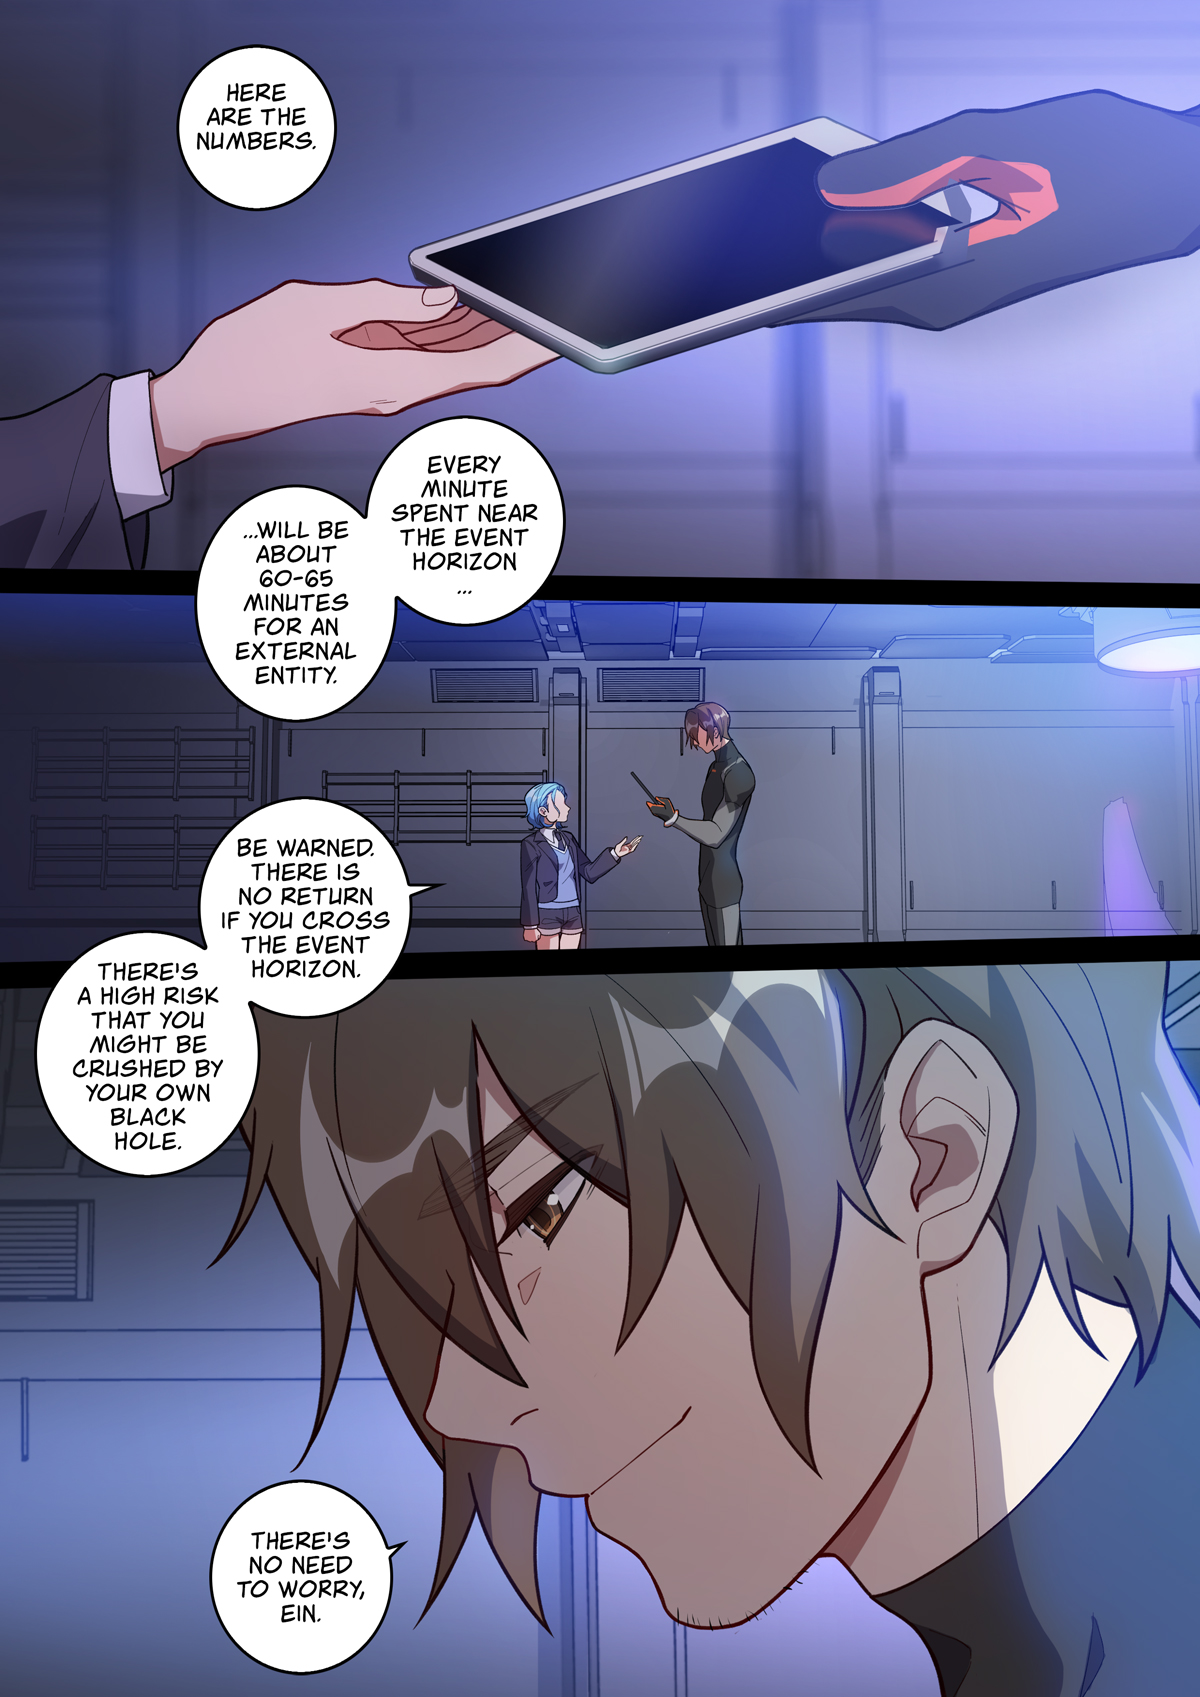 HERE
ARE THE
NUMBERS.
EVERY
MINUTE
SPENT NEAR
THE EVENT
HORIZON
...
...WILL BE
ABOUT
60-65
MINUTES
FOR AN
EXTERNAL
ENTITY.
BE WARNED.
THERE IS
NO RETURN
IF YOU CROSS
THE EVENT
HORIZON.
THERE'S
A HIGH RISK
THAT YOU
MIGHT BE
CRUSHED BY
YOUR OWN
BLACK
HOLE.
THERE'S
NO NEED
TO WORRY,
EIN.